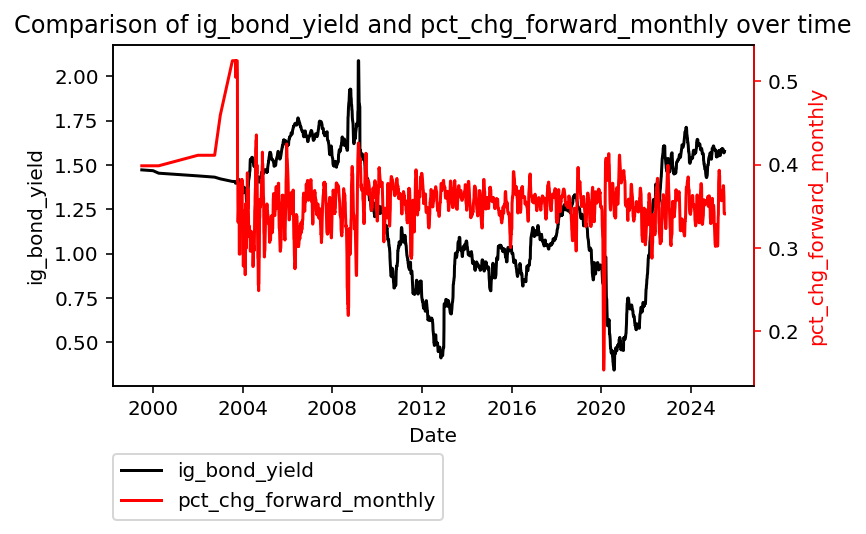 Comparison of ig_bond_yield and pct_chg_forward_monthly over time
ig_bond_yield
2.00
1.75
1.50
1.25
1.00
0.75
0.50
0.5
0.4
0.3
0.2
pct_chg_forward_monthly
2000 2004 2008 2012 2016 2020 2024
Date
ig_bond_yield
pct_chg_forward_monthly